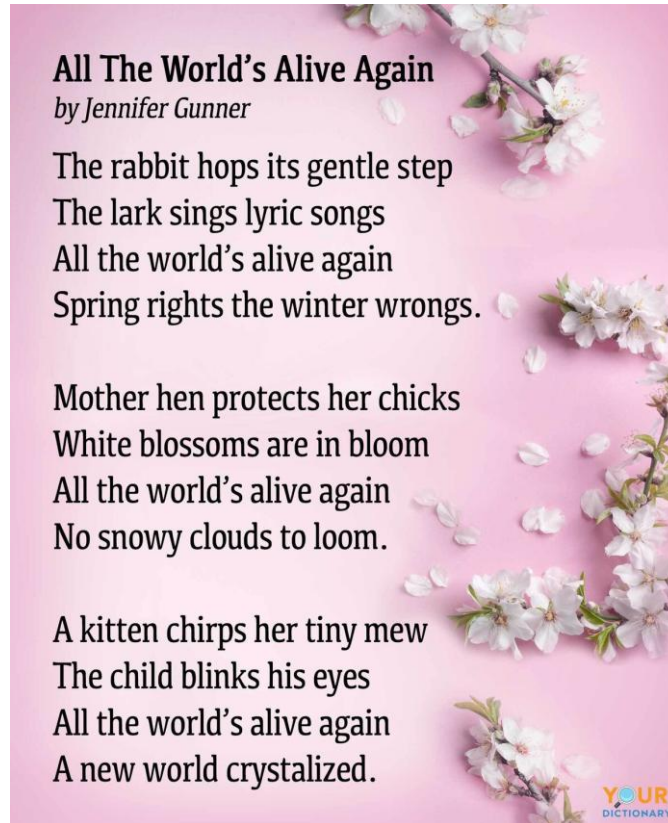 All The World’s Alive Again
by Jennifer Gunner
The rabbit hops its gentle step
The lark sings lyric songs
All the world’s alive again
Spring rights the winter wrongs.
Mother hen protects her chicks
White blossoms are in bloom
All the world’s alive again
No snowy clouds to loom.
A kitten chirps her tiny mew
The child blinks his eyes
All the world’s alive again
A new world crystalized.
YOUR
DICTIONARY